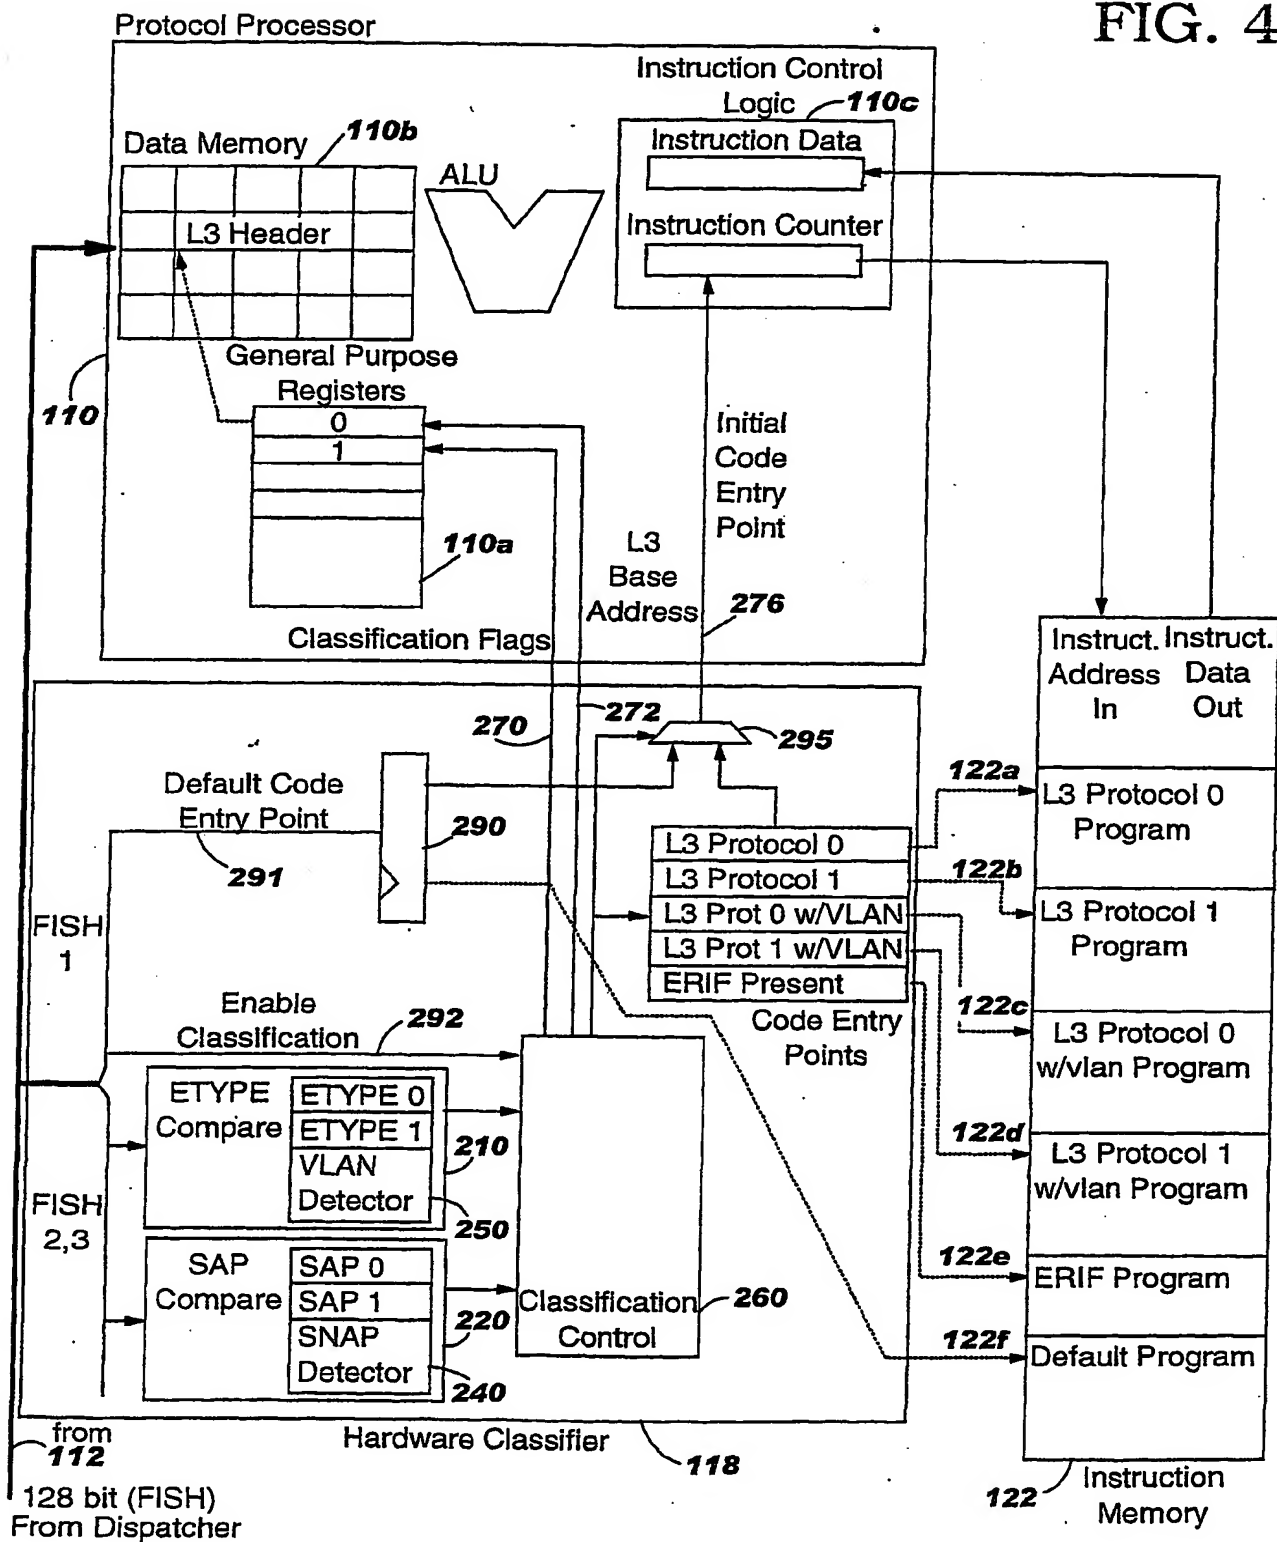 FIG. 4
Protocol Processor
Instruction Control
Logic 110c
Data Memory 110b
Instruction Data
ALU
L3 Header
Instruction Counter
General Purpose
Registers
110
0
1
110a
Initial
Code
Entry
Point
L3
Base
Address
276
Classification Flags
Instruct. Instruct.
Address Data
In Out
270
272
295
Default Code
Entry Point
291
290
122a
L3 Protocol 0
Program
L3 Protocol 0
L3 Protocol 1
L3 Prot 0 w/VLAN
L3 Prot 1 w/VLAN
ERIF Present
Code Entry
Points
122b
L3 Protocol 1
Program
FISH
1
Enable
Classification
292
122c
L3 Protocol 0
w/vlan Program
ETYPE
Compare
ETYPE 0
ETYPE 1
VLAN
Detector
210
250
122d
L3 Protocol 1
w/vlan Program
FISH
2,3
SAP
Compare
SAP 0
SAP 1
SNAP
Detector
220
240
Classification
Control
260
122e
ERIF Program
122f
Default Program
from
112
Hardware Classifier
118
128 bit (FISH)
From Dispatcher
122
Instruction
Memory